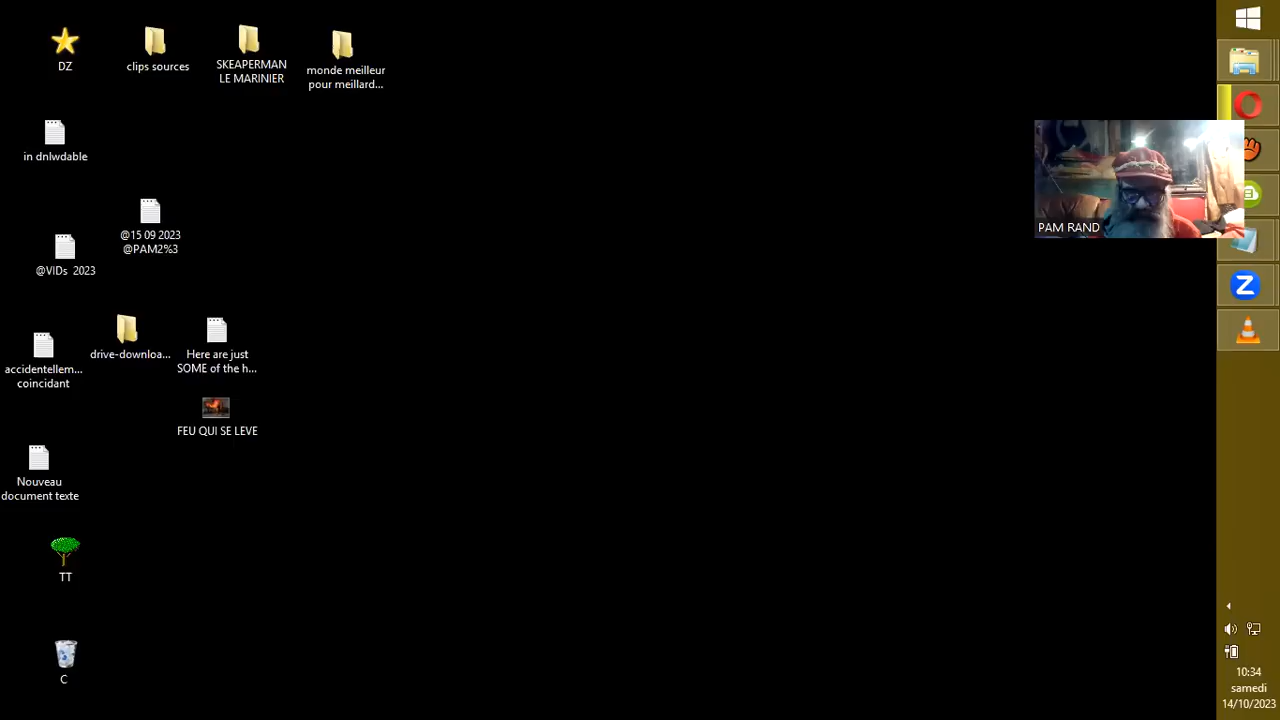 DZ
clips sources
SKEAPERMAN
LE MARINIER
monde meilleur
pour meillard...
in dnlwdable
@15 09 2023
@PAM2%3
@VIDs 2023
PAM RAND
accidentellem...
coincidant
drive-downloa...
Here are just
SOME of the h...
FEU QUI SE LEVE
Nouveau
document texte
TT
C
10:34
samedi
14/10/2023